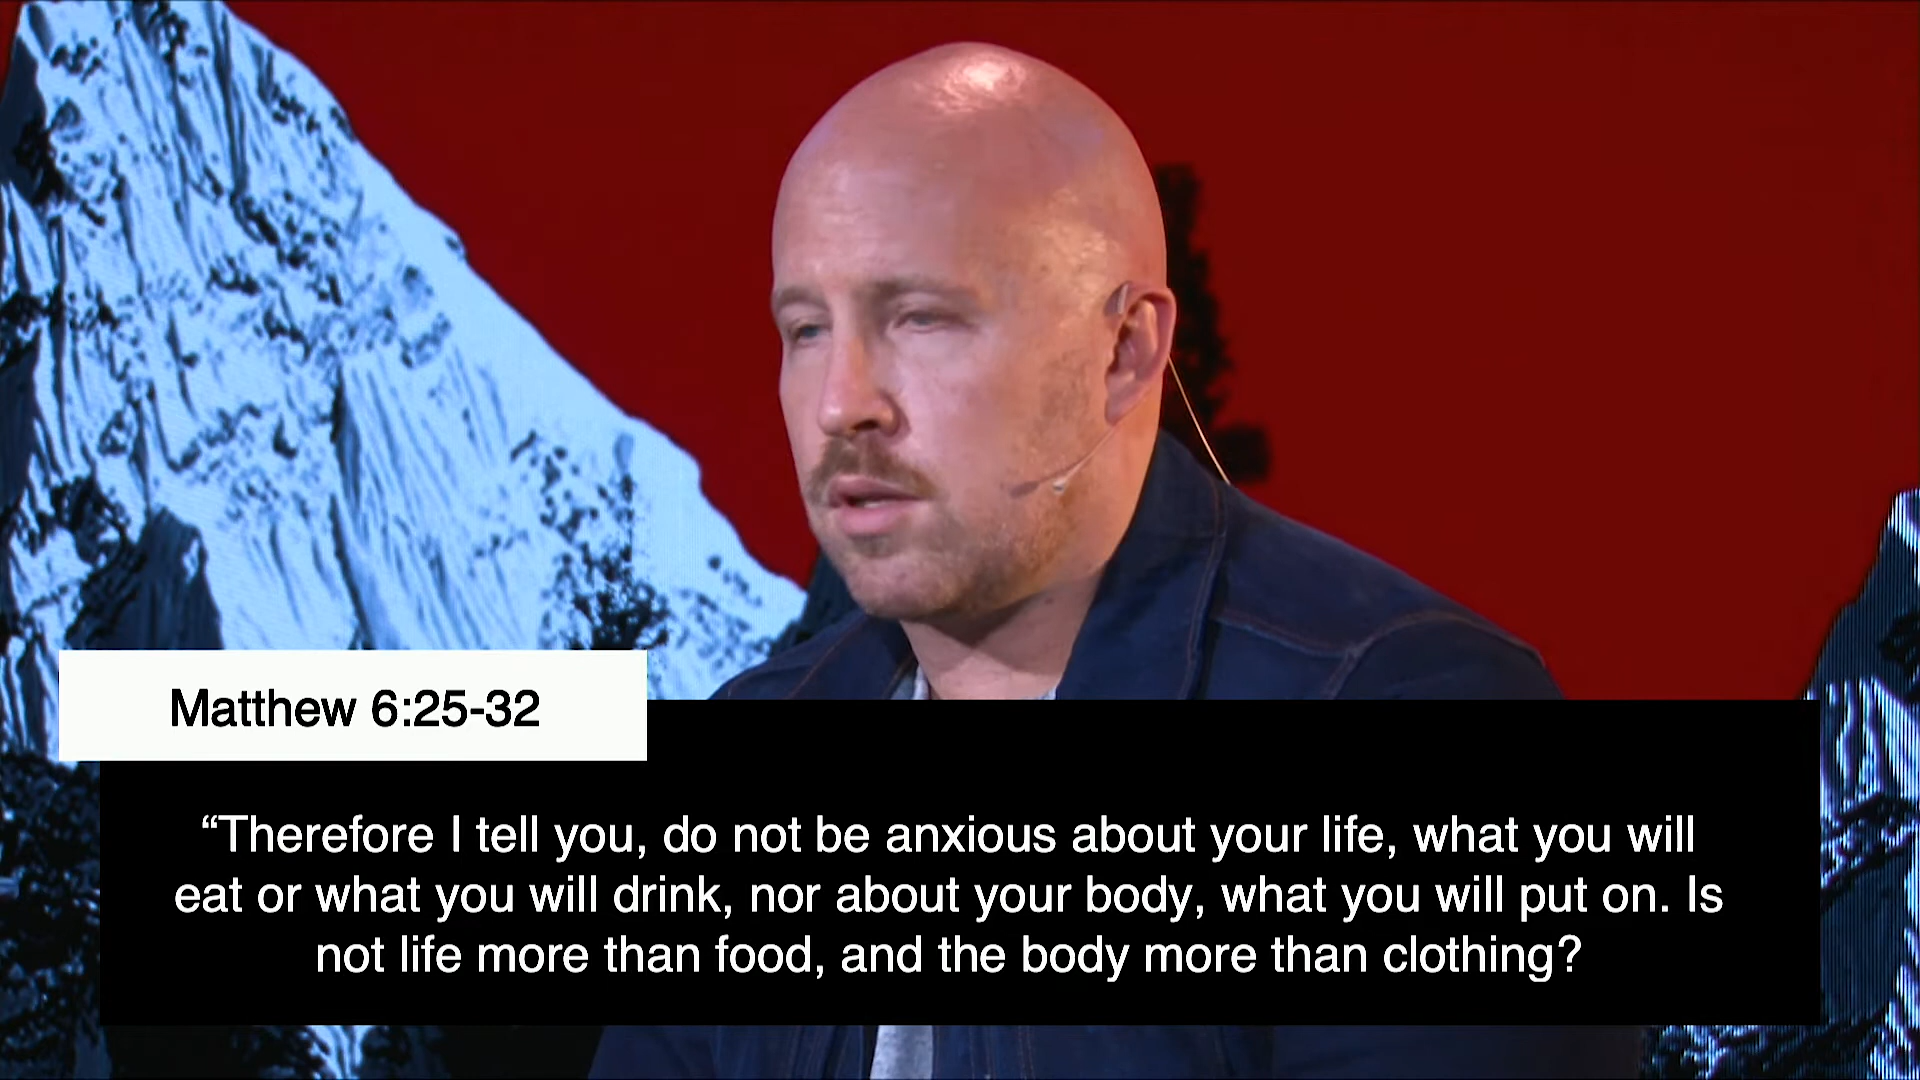 Matthew 6:25-32
“Therefore I tell you, do not be anxious about your life, what you will
eat or what you will drink, nor about your body, what you will put on. Is
not life more than food, and the body more than clothing?